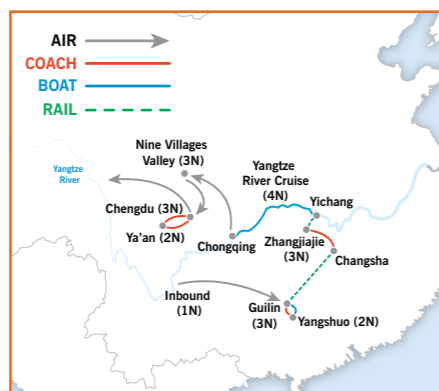 AIR
COACH
BOAT
RAIL
Nine Villages
Valley (3N)
Yangtze
River
Yangtze
River Cruise
(4N)
Yichang
Chengdu (3N)
Ya'an (2N)
Chongqing
Zhangjiajie
(3N)
Changsha
Inbound
(1N)
Guilin
(3N)
Yangshuo (2N)